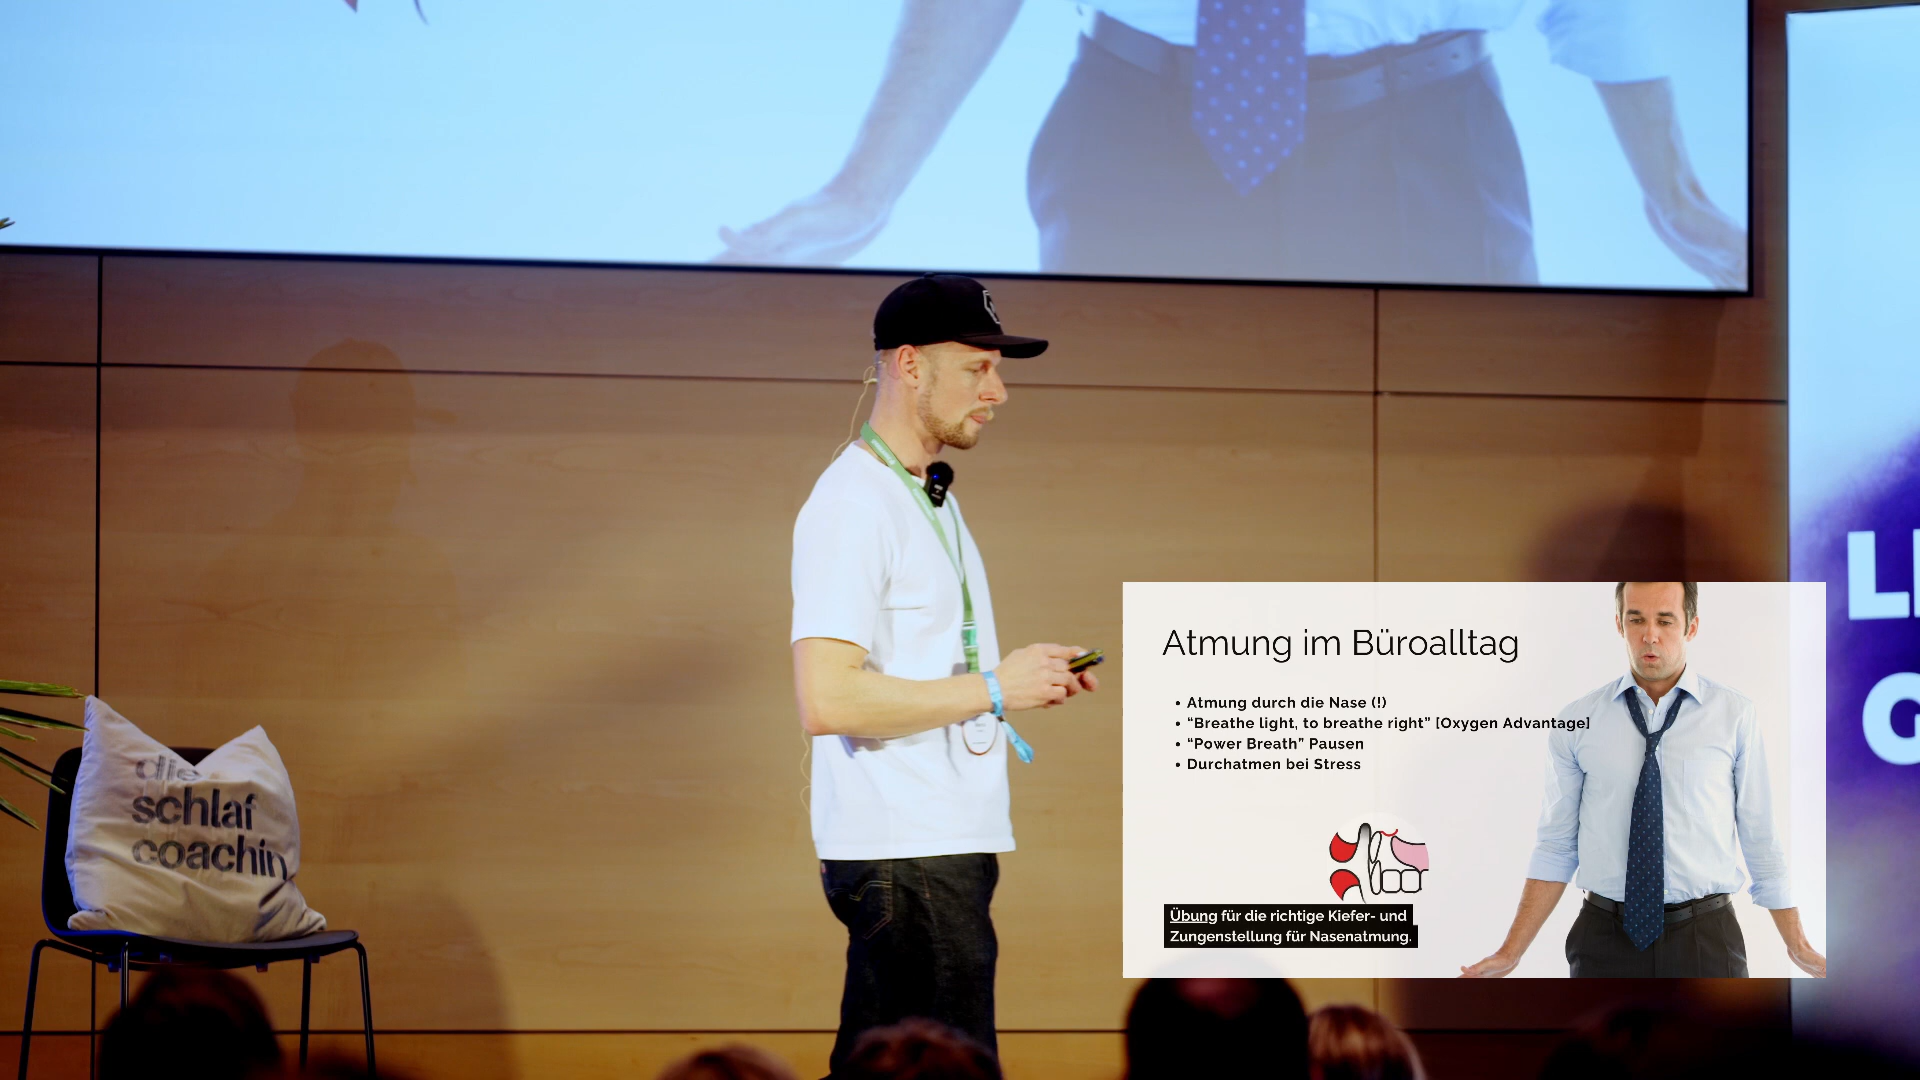 die
schlaf
coachin
Atmung im Büroalltag
• Atmung durch die Nase (!)
• “Breathe light, to breathe right” [Oxygen Advantage]
• “Power Breath” Pausen
• Durchatmen bei Stress
Übung für die richtige Kiefer- und
Zungenstellung für Nasenatmung.